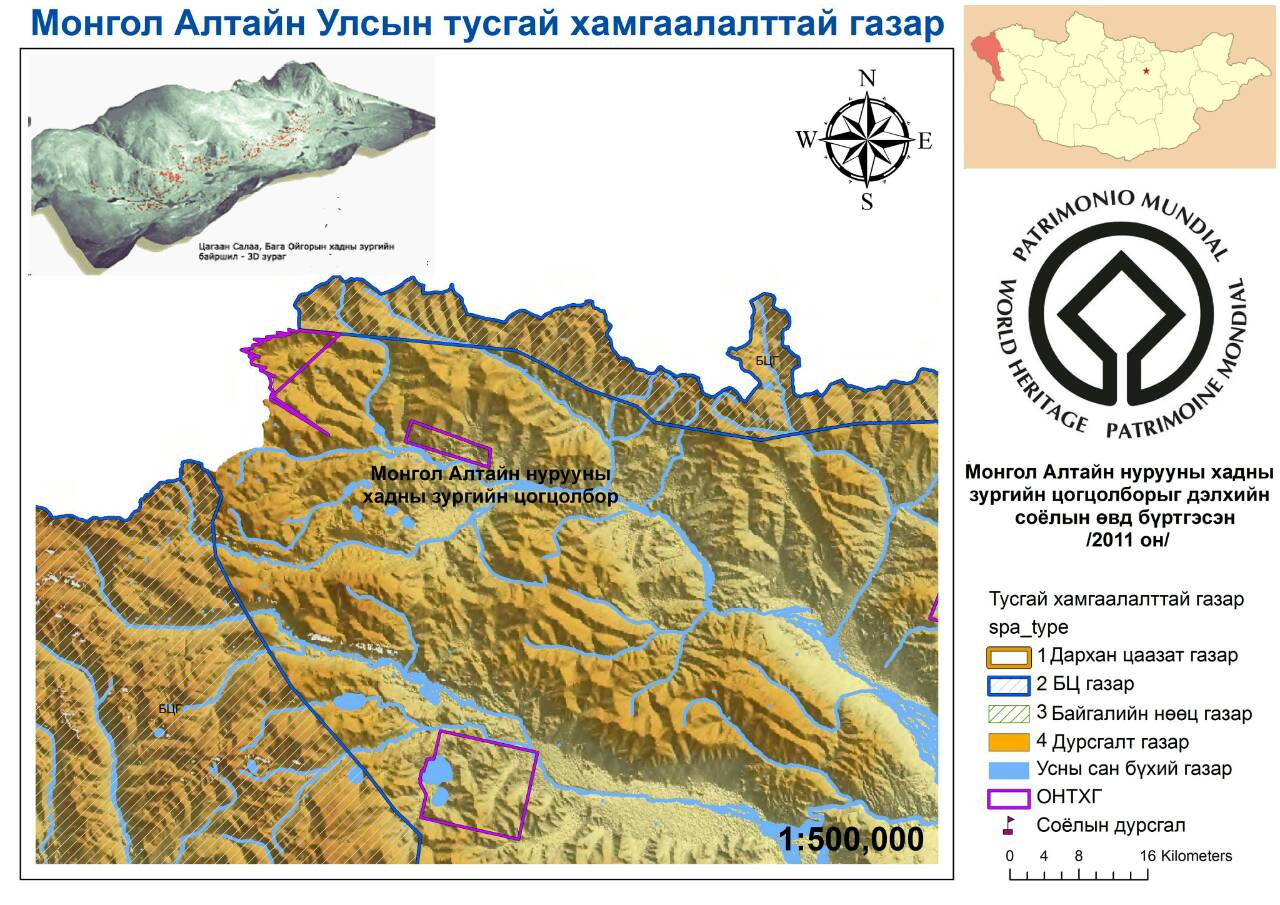 Монгол Алтайн Улсын тусгай хамгаалалттай газар
Цагаан Салаа, Бага Ойгорын хадны зургийн
байршил - 3D зураг
N
W
E
S
БЦГ
Монгол Алтайн нурууны
хадны зургийн цогцолбор
БЦГ
1:500,000
PATRIMONIO MUNDIAL
WORLD HERITAGE
PATRIMOINE MONDIAL
Монгол Алтайн нурууны хадны
зургийн цогцолборыг дэлхийн
соёлын өвд бүртгэсэн
/2011 он/
Тусгай хамгаалалттай газар
spa_type
1 Дархан цаазат газар
2 БЦ газар
3 Байгалийн нөөц газар
4 Дурсгалт газар
Усны сан бүхий газар
ОНТХГ
Соёлын дурсгал
0 4 8 16 Kilometers